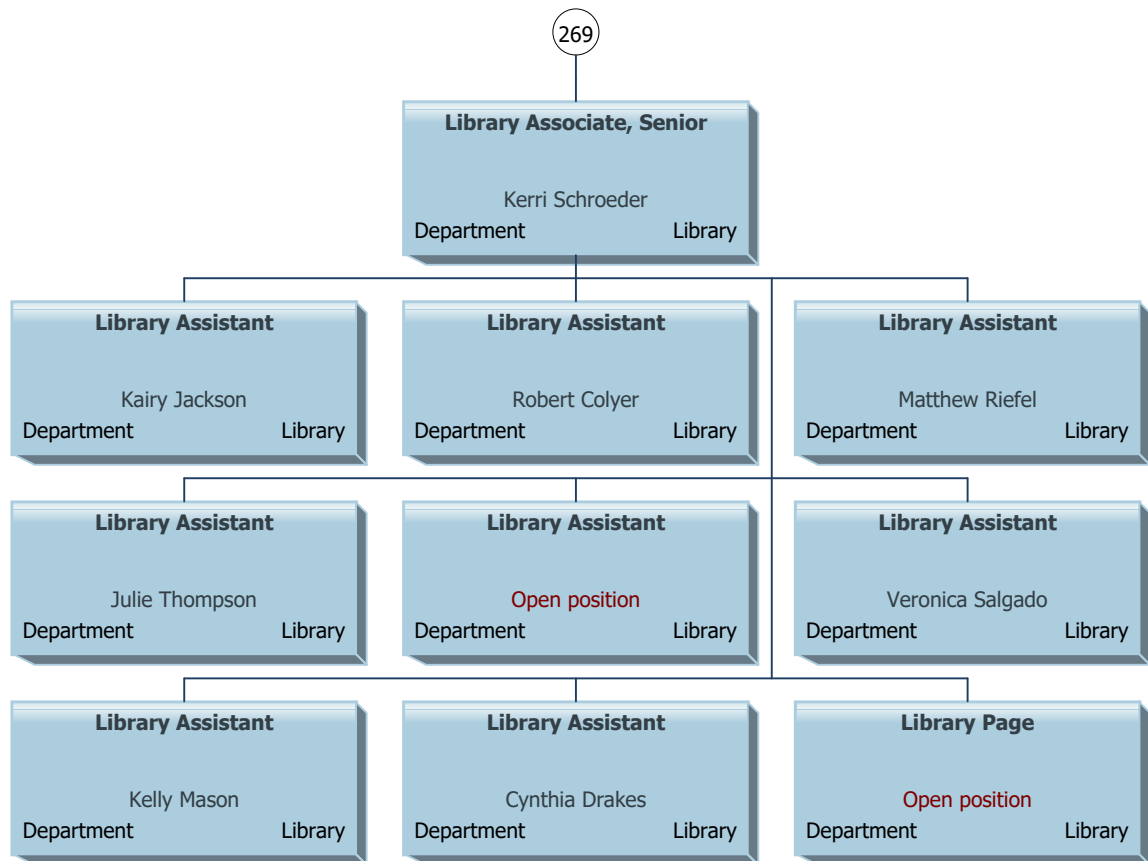 269
Library Associate, Senior
Kerri Schroeder
Department Library
Library Assistant Library Assistant Library Assistant
Kairy Jackson Robert Colyer Matthew Riefel
Department Library Department Library Department Library
Library Assistant Library Assistant Library Assistant
Julie Thompson Open position Veronica Salgado
Department Library Department Library Department Library
Library Assistant Library Assistant Library Page
Kelly Mason Cynthia Drakes Open position
Department Library Department Library Department Library